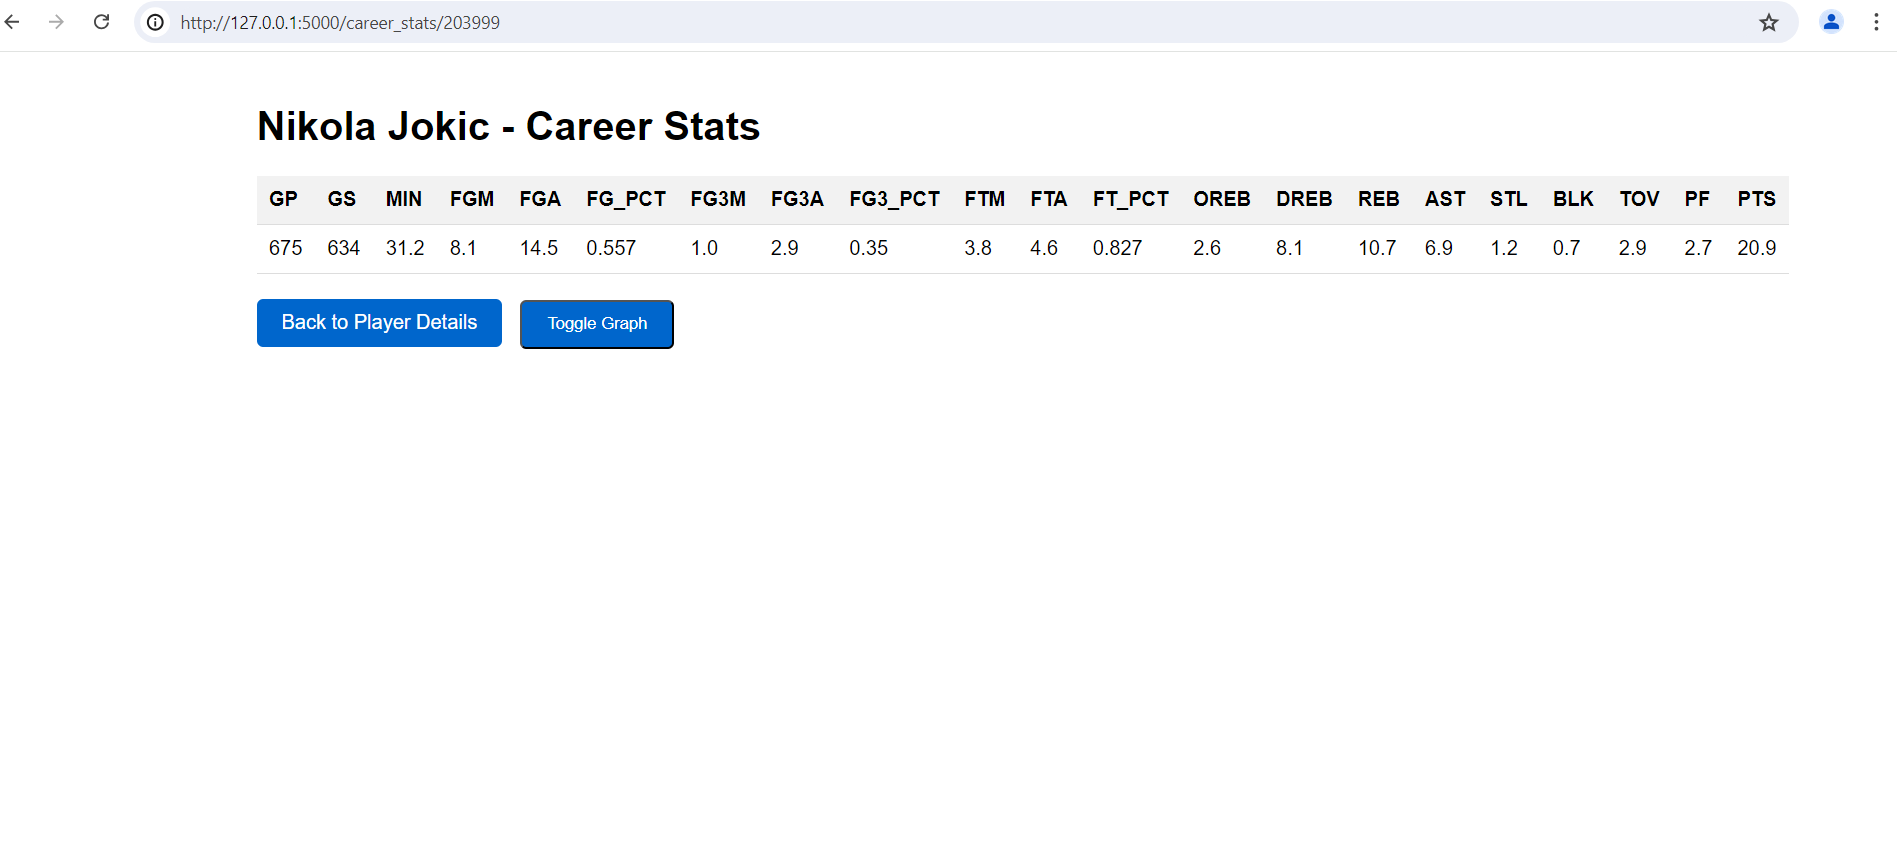 http://127.0.0.1:5000/career_stats/203999
Nikola Jokic - Career Stats
GP GS MIN FGM FGA FG_PCT FG3M FG3A FG3_PCT FTM FTA FT_PCT OREB DREB REB AST STL BLK TOV PF PTS
675 634 31.2 8.1 14.5 0.557 1.0 2.9 0.35 3.8 4.6 0.827 2.6 8.1 10.7 6.9 1.2 0.7 2.9 2.7 20.9
Back to Player Details Toggle Graph